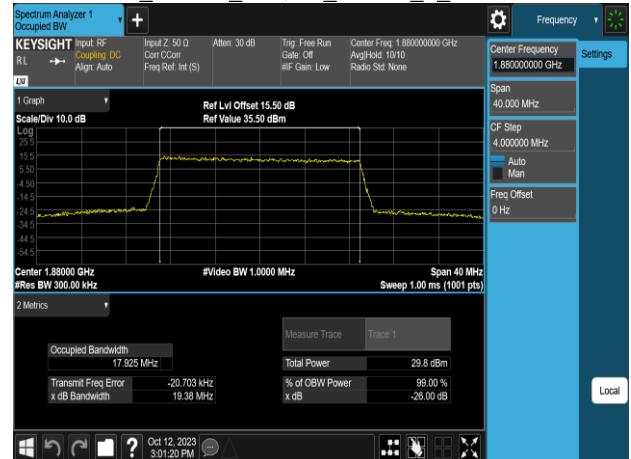 Spectrum Analyzer 1
Occupied BW
Frequency
KEYSIGHT
RL
LXI
Input: RF
Coupling: DC
Align: Auto
Input Z: 50 Ω
Corr CCorr
Freq Ref: Int (S)
Atten: 30 dB
Trig: Free Run
Gate: Off
#IF Gain: Low
Center Freq: 1.880000000 GHz
Avg|Hold: 10/10
Radio Std: None
Center Frequency
1.880000000 GHz
Settings
Span
40.000 MHz
CF Step
4.000000 MHz
Auto
Man
Freq Offset
0 Hz
1 Graph
Scale/Div 10.0 dB
Ref Lvl Offset 15.50 dB
Ref Value 35.50 dBm
Log
25.5
15.5
5.50
-4.50
-14.5
-24.5
-34.5
-44.5
-54.5
Center 1.88000 GHz
#Res BW 300.00 kHz
#Video BW 1.0000 MHz
Span 40 MHz
Sweep 1.00 ms (1001 pts)
2 Metrics
Measure Trace Trace 1
Occupied Bandwidth
17.925 MHz
Total Power 29.8 dBm
Transmit Freq Error -20.703 kHz
% of OBW Power 99.00 %
x dB Bandwidth 19.38 MHz
x dB -26.00 dB
Local
Oct 12, 2023
3:01:20 PM